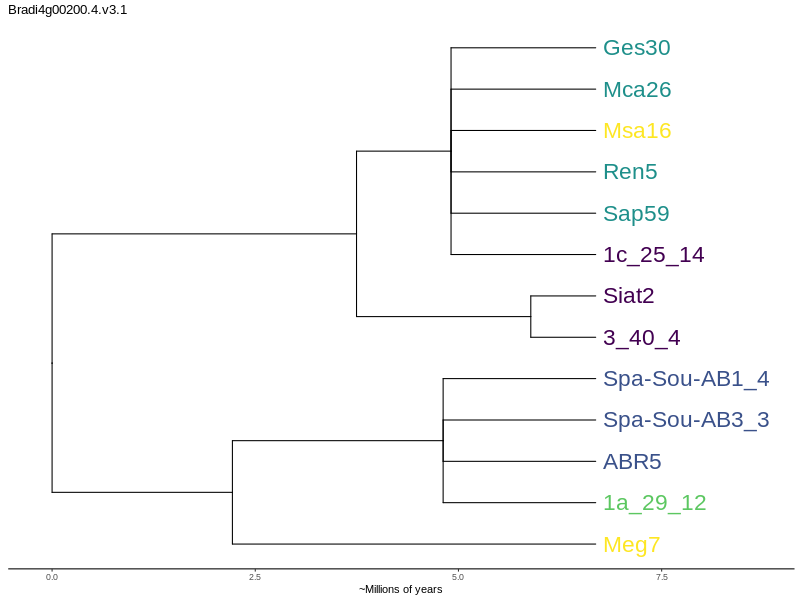 Bradi4g00200.4.v3.1
Ges30
Mca26
Msa16
Ren5
Sap59
1c_25_14
Siat2
3_40_4
Spa-Sou-AB1_4
Spa-Sou-AB3_3
ABR5
1a_29_12
Meg7
0.0 2.5 5.0 7.5
~Millions of years